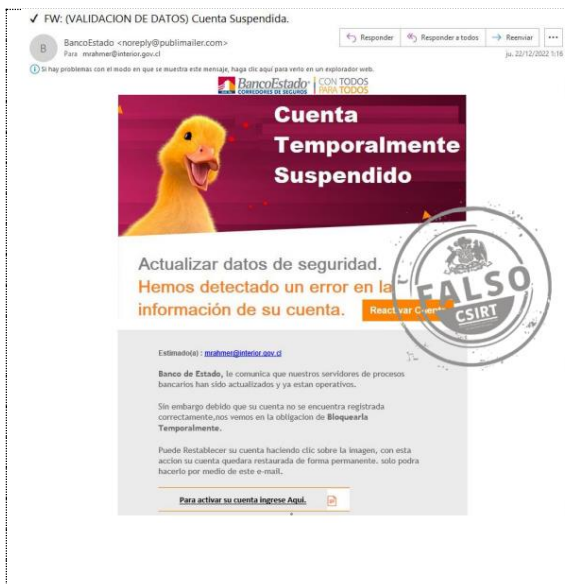 ✓ FW: (VALIDACION DE DATOS) Cuenta Suspendida.
B
BancoEstado <noreply@publimailer.com>
Para mrahmer@interior.gov.cl
Responder
Responder a todos
Reenviar
ju. 22/12/2022 1:16
Si hay problemas con el modo en que se muestra este mensaje, haga clic aquí para verlo en un explorador web.
BancoEstado
CORREDORES DE SEGUROS
CON TODOS
PARA TODOS
Cuenta
Temporalmente
Suspendido
Actualizar datos de seguridad.
Hemos detectado un error en la
información de su cuenta.
Reactivar Cuenta
FALSO
CSIRT
Estimado(a) : mrahmer@interior.gov.cl
Banco de Estado, le comunica que nuestros servidores de procesos
bancarios han sido actualizados y ya estan operativos.
Sin embargo debido que su cuenta no se encuentra registrada
correctamente,nos vemos en la obligacion de Bloquearla
Temporalmente.
Puede Restablecer su cuenta haciendo clic sobre la imagen, con esta
accion su cuenta quedara restaurada de forma permanente. solo podra
hacerlo por medio de este e-mail.
Para activar su cuenta ingrese Aqui.